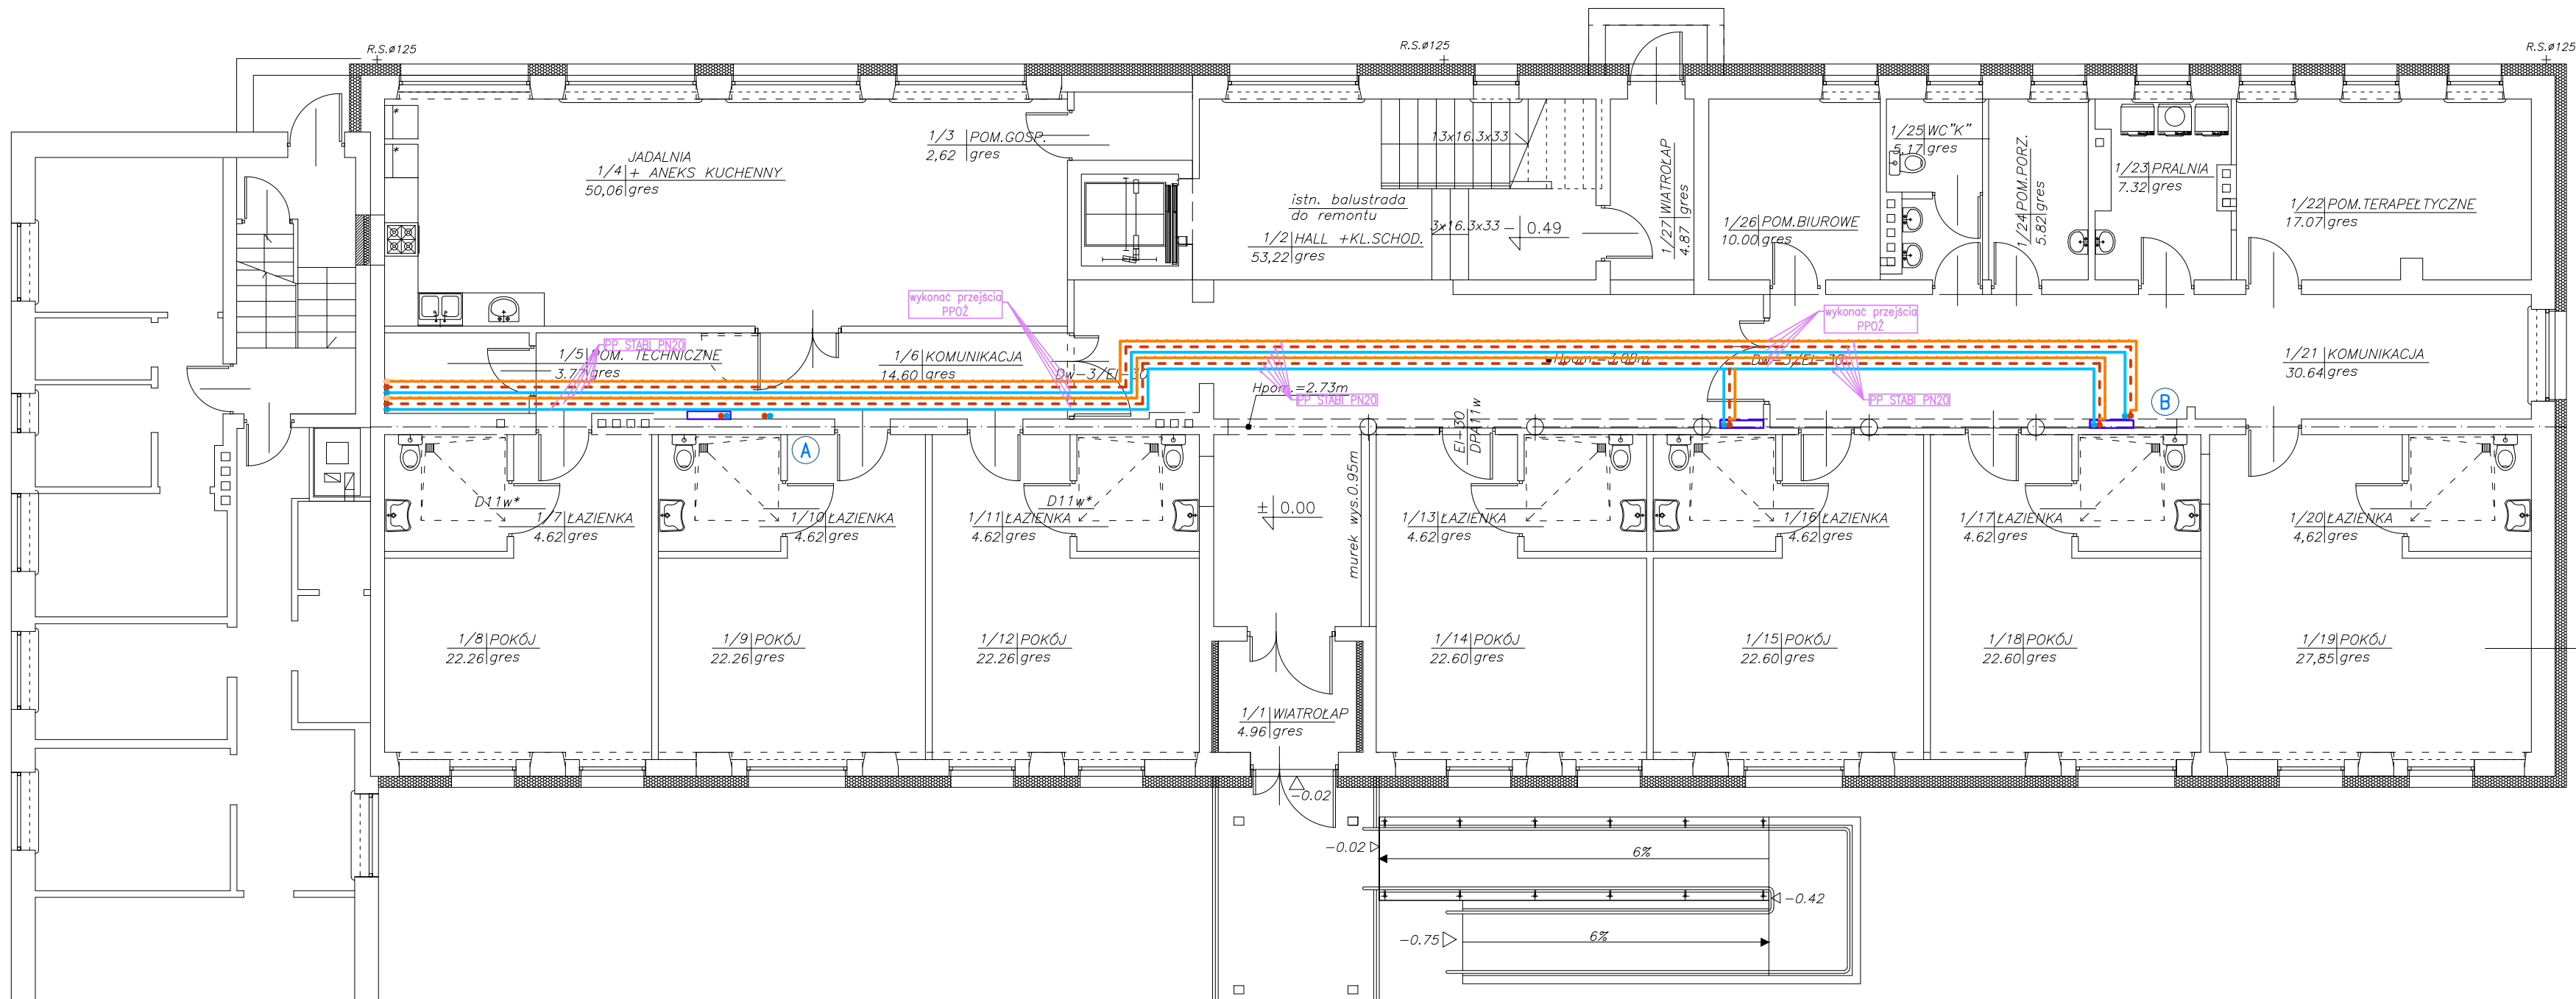 R.S.ø125
R.S.ø125
R.S.ø125
JADALNIA
1/4 + ANEKS KUCHENNY
50,06 gres
1/3 POM.GOSP.
2,62 gres
13x16.3x33
istn. balustrada
do remontu
1/2 HALL +KL.SCHOD.
53,22 gres
3x16.3x33
- 0.49
1/27 WIATROŁAP
4.87 gres
1/26 POM.BIUROWE
10.00 gres
1/25 WC"K"
5.17 gres
1/24 POM.PORZ.
5.82 gres
1/23 PRALNIA
7.32 gres
1/22 POM.TERAPEŁTYCZNE
17.07 gres
wykonać przejścia
PPOŻ
wykonać przejścia
PPOŻ
PP STABI PN20
1/5 POM. TECHNICZNE
3.77 gres
1/6 KOMUNIKACJA
14.60 gres
Dw-3/EI-30
Hpom.=3.00m
Dw-3/EI-30
1/21 KOMUNIKACJA
30.64 gres
Hpom.=2.73m
PP STABI PN20
PP STABI PN20
A
B
EI-30
DPA11w
D11w*
D11w*
1/7 ŁAZIENKA
4.62 gres
1/10 ŁAZIENKA
4.62 gres
1/11 ŁAZIENKA
4.62 gres
± 0.00
murek wys.0.95m
1/13 ŁAZIENKA
4.62 gres
1/16 ŁAZIENKA
4.62 gres
1/17 ŁAZIENKA
4.62 gres
1/20 ŁAZIENKA
4,62 gres
1/8 POKÓJ
22.26 gres
1/9 POKÓJ
22.26 gres
1/12 POKÓJ
22.26 gres
1/14 POKÓJ
22.60 gres
1/15 POKÓJ
22.60 gres
1/18 POKÓJ
22.60 gres
1/19 POKÓJ
27,85 gres
1/1 WIATROŁAP
4.96 gres
-0.02
-0.02
6%
-0.42
-0.75
6%